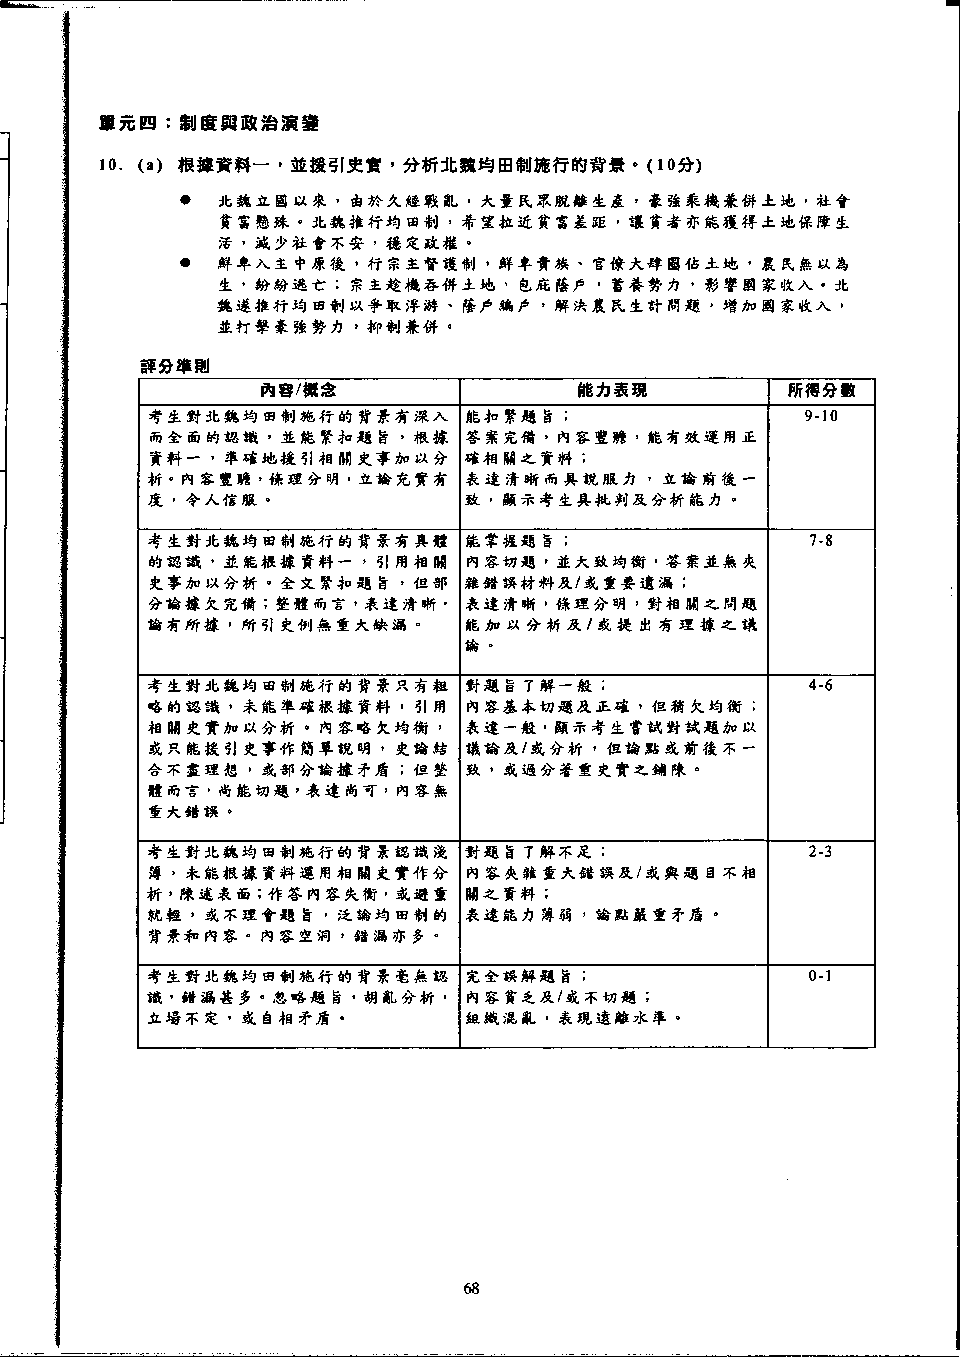 單元四：制度與政治演變
10. (a) 根據資料一，並援引史實，分析北魏均田制施行的背景。(10分)
● 北魏立國以來，由於久經戰亂，大量民眾脫離生產，豪強乘機兼併土地，社會
貧富懸殊。北魏推行均田制，希望拉近貧富差距，讓貧者亦能獲得土地保障生
活，減少社會不安，穩定政權。
● 鮮卑入主中原後，行宗主督護制，鮮卑貴族、官僚大肆圈佔土地，農民無以為
生，紛紛逃亡；宗主趁機吞併土地、包庇蔭戶，蓄養勢力，影響國家收入。北
魏遂推行均田制以爭取浮游、蔭戶編戶，解決農民生計問題，增加國家收入，
並打擊豪強勢力，抑制兼併。
評分準則
內容/概念 能力表現 所得分數
考生對北魏均田制施行的背景有深入
而全面的認識，並能緊扣題旨，根據
資料一，準確地援引相關史事加以分
析。內容豐贍，條理分明，立論充實有
度，令人信服。
能扣緊題旨；
答案完備，內容豐贍，能有效運用正
確相關之資料；
表達清晰而具說服力，立論前後一
致，顯示考生具批判及分析能力。
9-10
考生對北魏均田制施行的背景有具體
的認識，並能根據資料一，引用相關
史事加以分析。全文緊扣題旨，但部
分論據欠完備；整體而言，表達清晰，
論有所據，所引史例無重大缺漏。
能掌握題旨；
內容切題，並大致均衡，答案並無夾
雜錯誤材料及/或重要遺漏；
表達清晰，條理分明，對相關之問題
能加以分析及/或提出有理據之議
論。
7-8
考生對北魏均田制施行的背景只有粗
略的認識，未能準確根據資料，引用
相關史實加以分析。內容略欠均衡，
或只能援引史事作簡單說明，史論結
合不盡理想，或部分論據矛盾；但整
體而言，尚能切題，表達尚可，內容無
重大錯誤。
對題旨了解一般；
內容基本切題及正確，但稍欠均衡；
表達一般，顯示考生嘗試對試題加以
議論及/或分析，但論點或前後不一
致，或過分著重史實之鋪陳。
4-6
考生對北魏均田制施行的背景認識淺
薄，未能根據資料運用相關史實作分
析，陳述表面；作答內容失衡，或避重
就輕，或不理會題旨，泛論均田制的
背景和內容。內容空洞，錯漏亦多。
對題旨了解不足；
內容夾雜重大錯誤及/或與題目不相
關之資料；
表達能力薄弱，論點嚴重矛盾。
2-3
考生對北魏均田制施行的背景毫無認
識，錯漏甚多。忽略題旨，胡亂分析，
立場不定，或自相矛盾。
完全誤解題旨；
內容貧乏及/或不切題；
組織混亂，表現遠離水準。
0-1
68